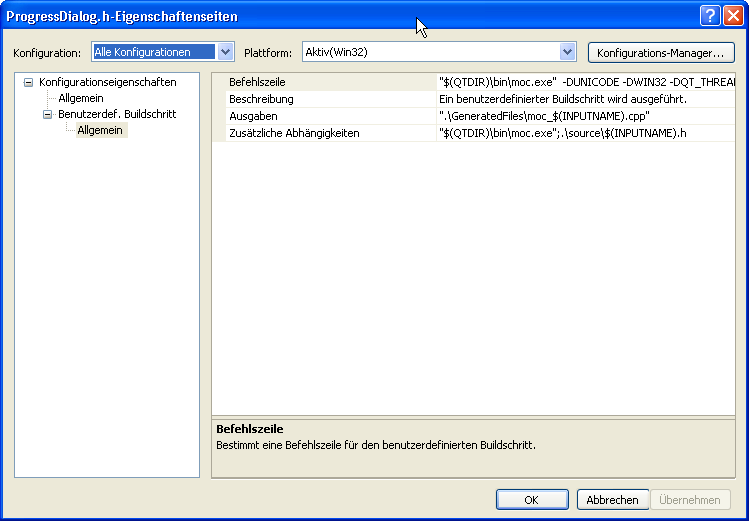 ProgressDialog.h-Eigenschaftenseiten
Konfiguration: Alle Konfigurationen Plattform: Aktiv(Win32) Konfigurations-Manager...
Konfigurationseigenschaften
Allgemein
Benutzerdef. Buildschritt
Allgemein
Befehlszeile "$(QTDIR)\bin\moc.exe" -DUNICODE -DWIN32 -DQT_THREA
Beschreibung Ein benutzerdefinierter Buildschritt wird ausgeführt.
Ausgaben ".\GeneratedFiles\moc_$(INPUTNAME).cpp"
Zusätzliche Abhängigkeiten "$(QTDIR)\bin\moc.exe";.\source\$(INPUTNAME).h
Befehlszeile
Bestimmt eine Befehlszeile für den benutzerdefinierten Buildschritt.
OK Abbrechen Übernehmen